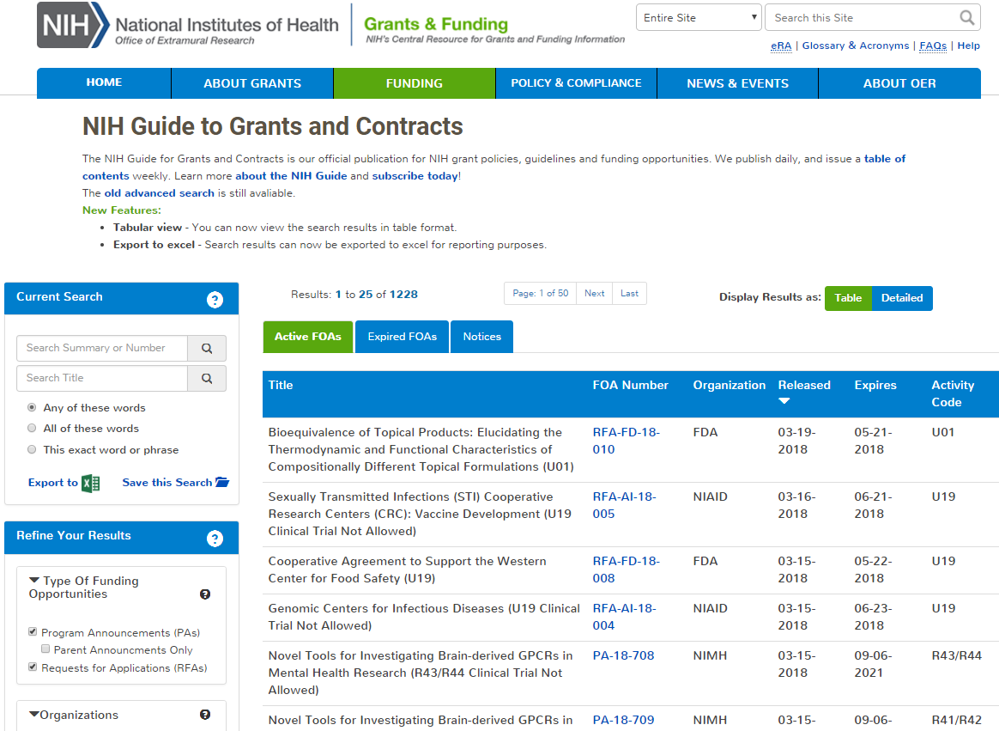 NIH National Institutes of Health
Office of Extramural Research
Grants & Funding
NIH's Central Resource for Grants and Funding Information
Entire Site
Search this Site
eRA | Glossary & Acronyms | FAQs | Help
HOME
ABOUT GRANTS
FUNDING
POLICY & COMPLIANCE
NEWS & EVENTS
ABOUT OER
NIH Guide to Grants and Contracts
The NIH Guide for Grants and Contracts is our official publication for NIH grant policies, guidelines and funding opportunities. We publish daily, and issue a table of
contents weekly. Learn more about the NIH Guide and subscribe today!
The old advanced search is still avaliable.
New Features:
• Tabular view - You can now view the search results in table format.
• Export to excel - Search results can now be exported to excel for reporting purposes.
Current Search ?
Search Summary or Number
Search Title
Any of these words
All of these words
This exact word or phrase
Export to
Save this Search
Refine Your Results ?
Type Of Funding
Opportunities ?
Program Announcements (PAs)
Parent Announcments Only
Requests for Applications (RFAs)
Organizations ?
Results: 1 to 25 of 1228
Page: 1 of 50 Next Last
Display Results as: Table Detailed
Active FOAs Expired FOAs Notices
Title FOA Number Organization Released Expires Activity
Code
Bioequivalence of Topical Products: Elucidating the RFA-FD-18- FDA 03-19- 05-21- U01
Thermodynamic and Functional Characteristics of 010 2018 2018
Compositionally Different Topical Formulations (U01)
Sexually Transmitted Infections (STI) Cooperative RFA-AI-18- NIAID 03-16- 06-21- U19
Research Centers (CRC): Vaccine Development (U19 005 2018 2018
Clinical Trial Not Allowed)
Cooperative Agreement to Support the Western RFA-FD-18- FDA 03-15- 05-22- U19
Center for Food Safety (U19) 008 2018 2018
Genomic Centers for Infectious Diseases (U19 Clinical RFA-AI-18- NIAID 03-15- 06-23- U19
Trial Not Allowed) 004 2018 2018
Novel Tools for Investigating Brain-derived GPCRs in PA-18-708 NIMH 03-15- 09-06- R43/R44
Mental Health Research (R43/R44 Clinical Trial Not 2018 2021
Allowed)
Novel Tools for Investigating Brain-derived GPCRs in PA-18-709 NIMH 03-15- 09-06- R41/R42